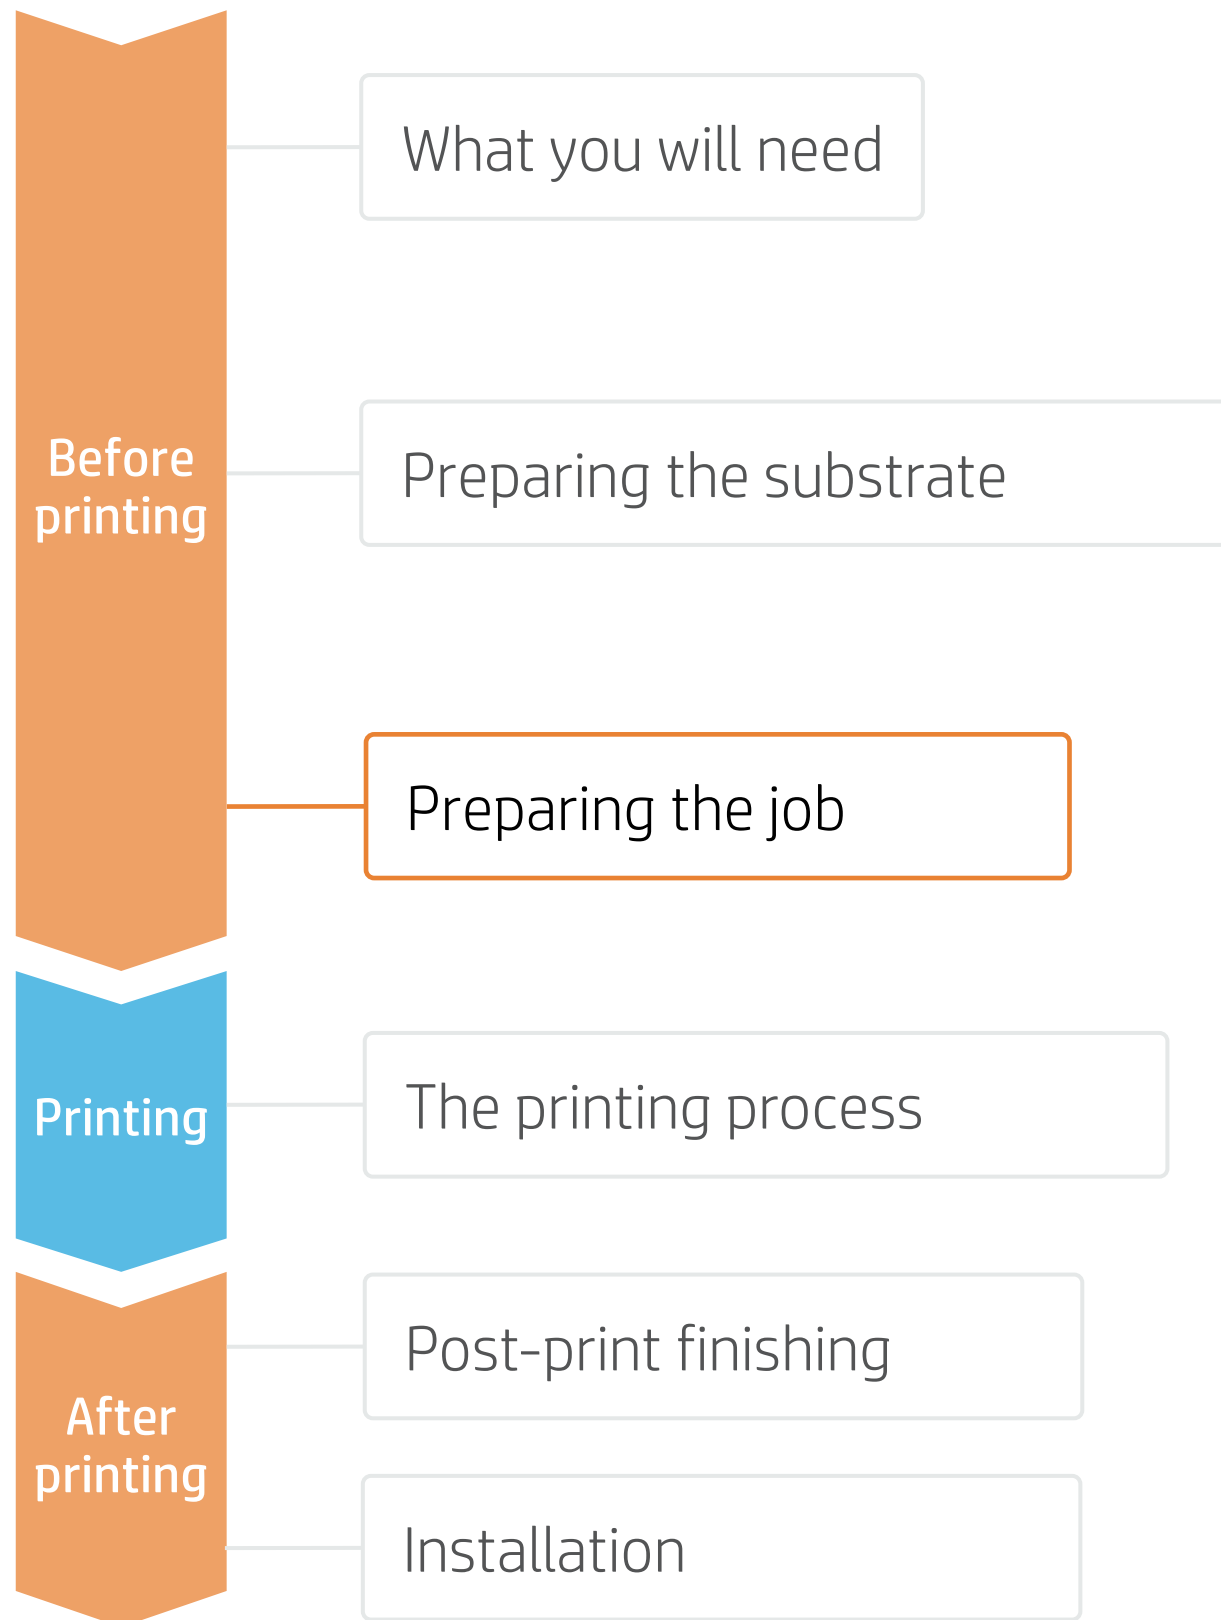 What you will need
Before
printing
Preparing the substrate
Preparing the job
Printing
The printing process
After
printing
Post-print finishing
Installation